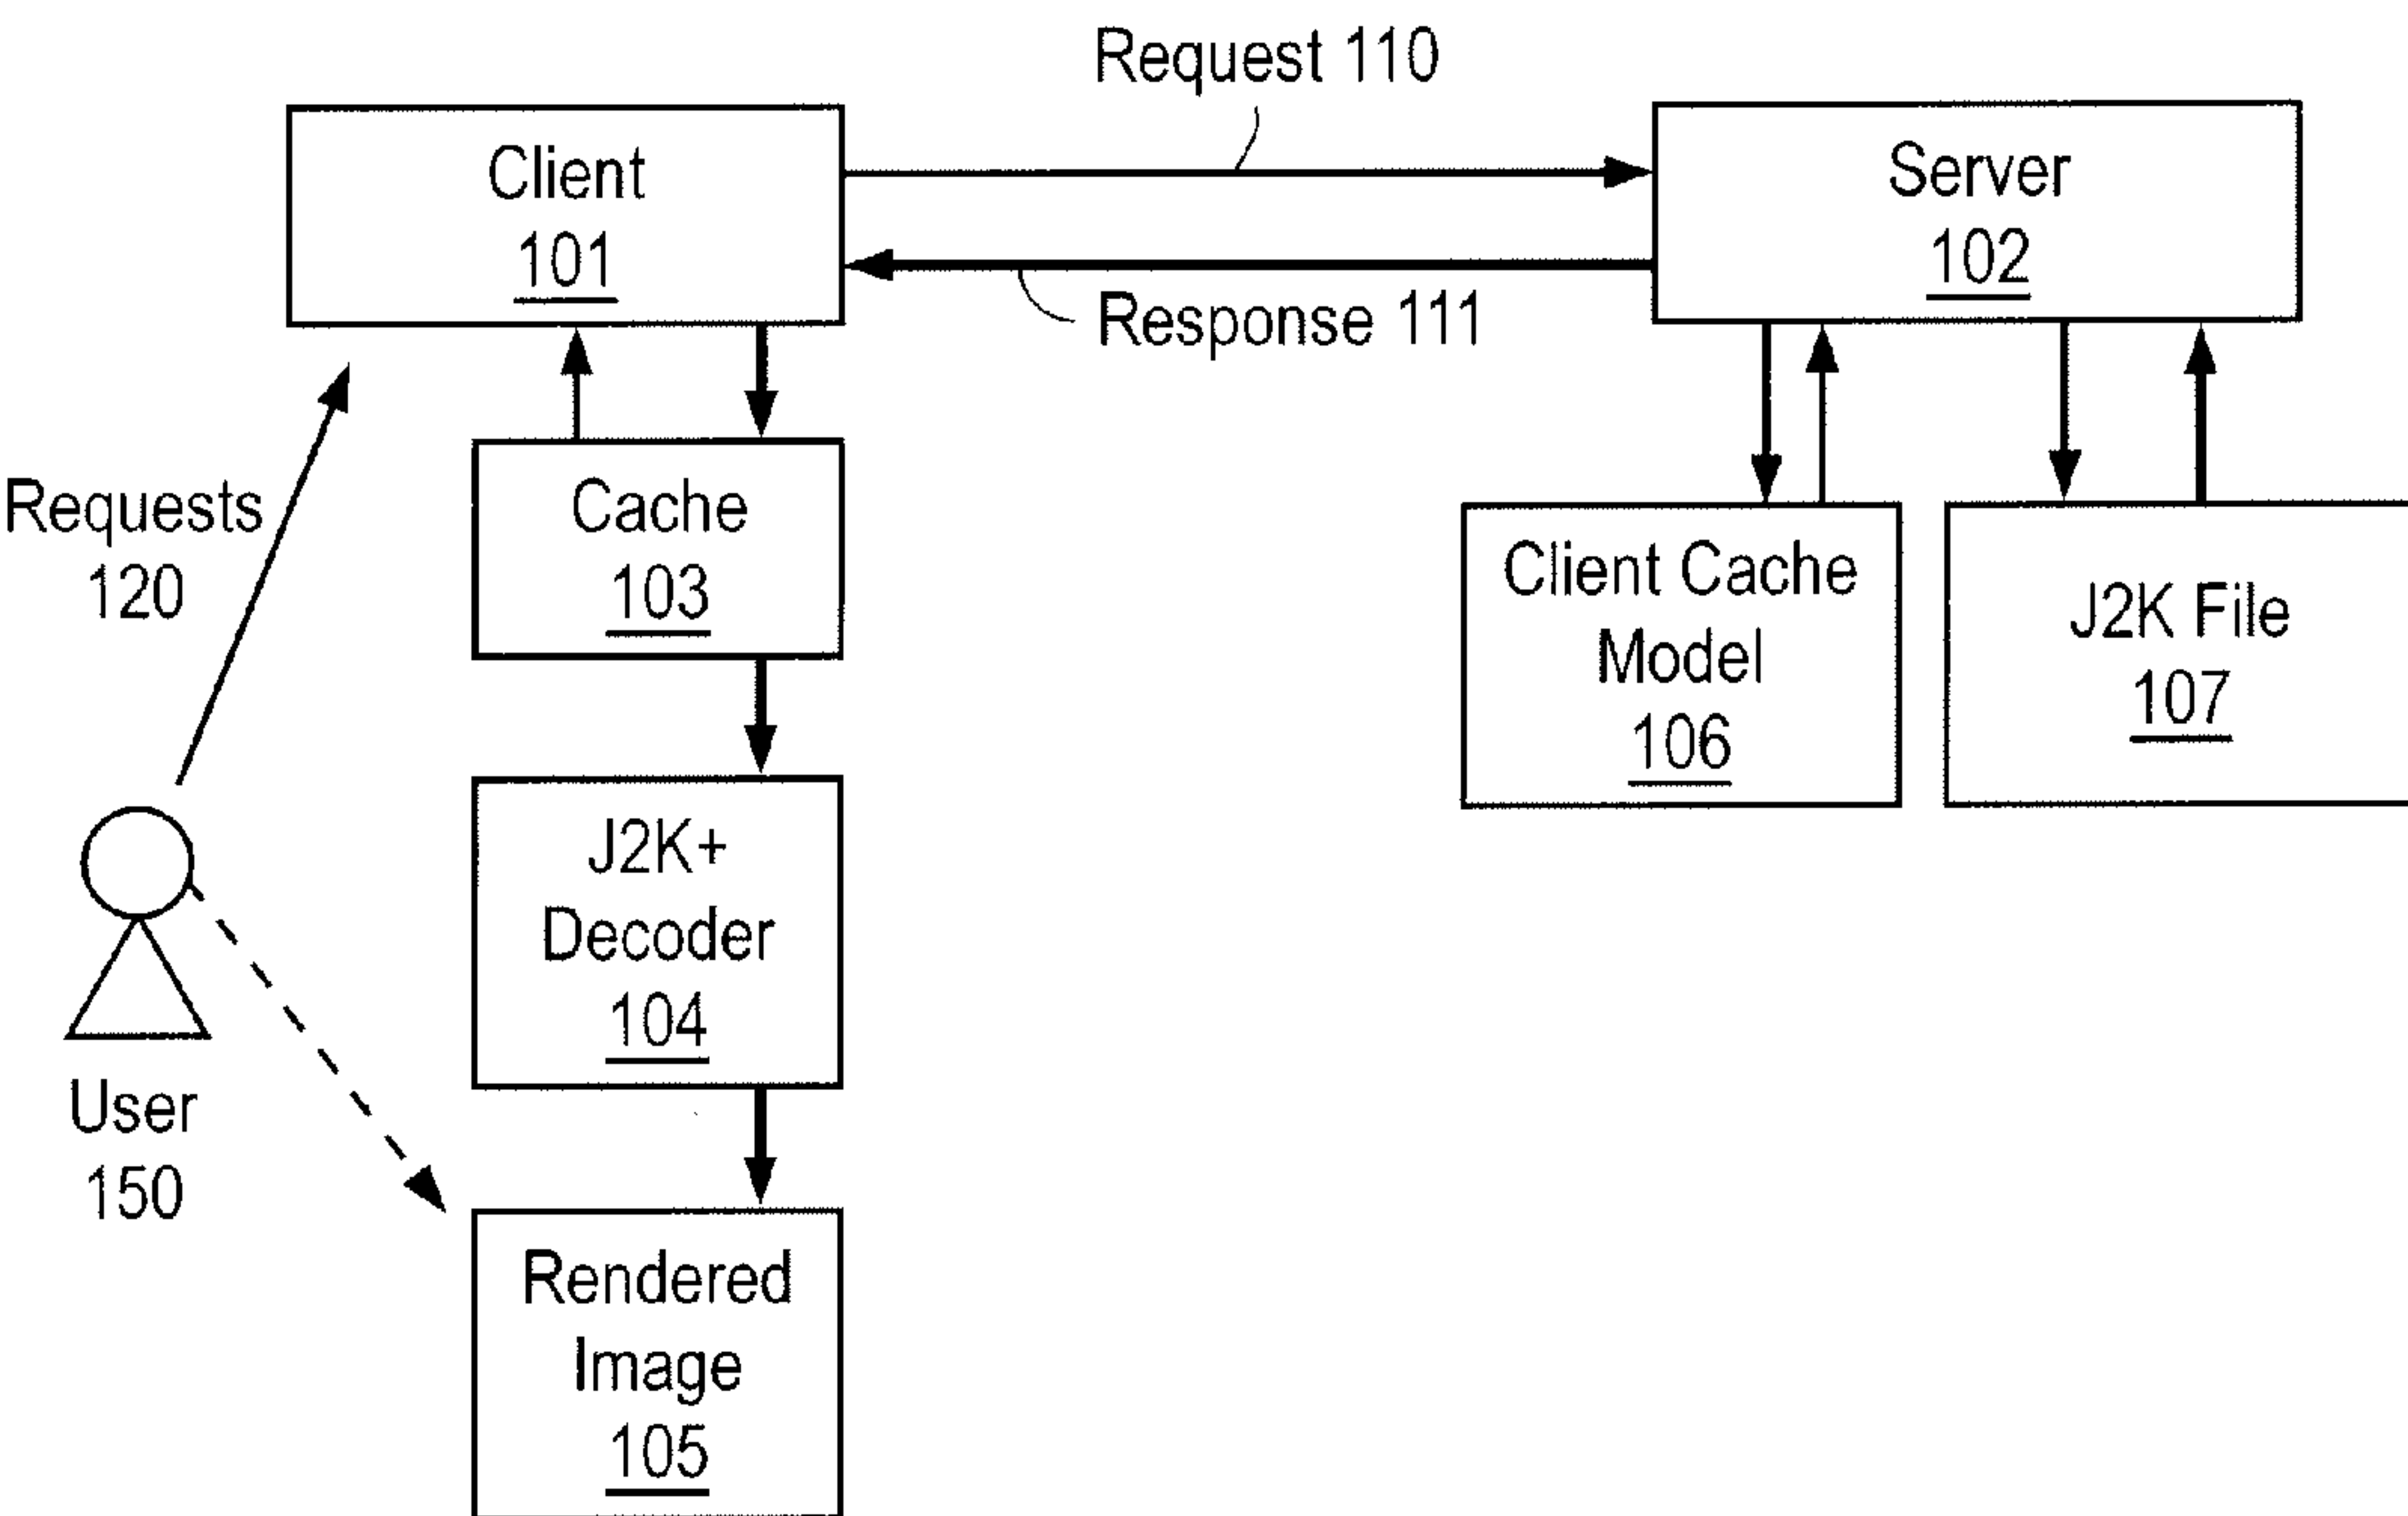 Request 110
Client
101
Server
102
Response 111
Requests
120
Cache
103
Client Cache
Model
106
J2K File
107
J2K+
Decoder
104
User
150
Rendered
Image
105